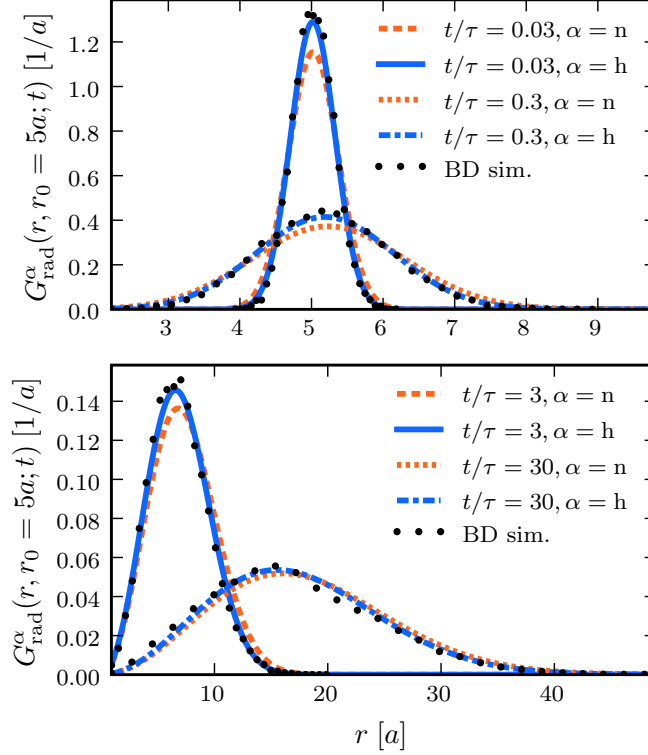 G^α_rad(r, r_0 = 5a; t) [1/a]
1.2
1.0
0.8
0.6
0.4
0.2
0.0
t/τ = 0.03, α = n
t/τ = 0.03, α = h
t/τ = 0.3, α = n
t/τ = 0.3, α = h
BD sim.
3 4 5 6 7 8 9
G^α_rad(r, r_0 = 5a; t) [1/a]
0.14
0.12
0.10
0.08
0.06
0.04
0.02
0.00
t/τ = 3, α = n
t/τ = 3, α = h
t/τ = 30, α = n
t/τ = 30, α = h
BD sim.
10 20 30 40
r [a]